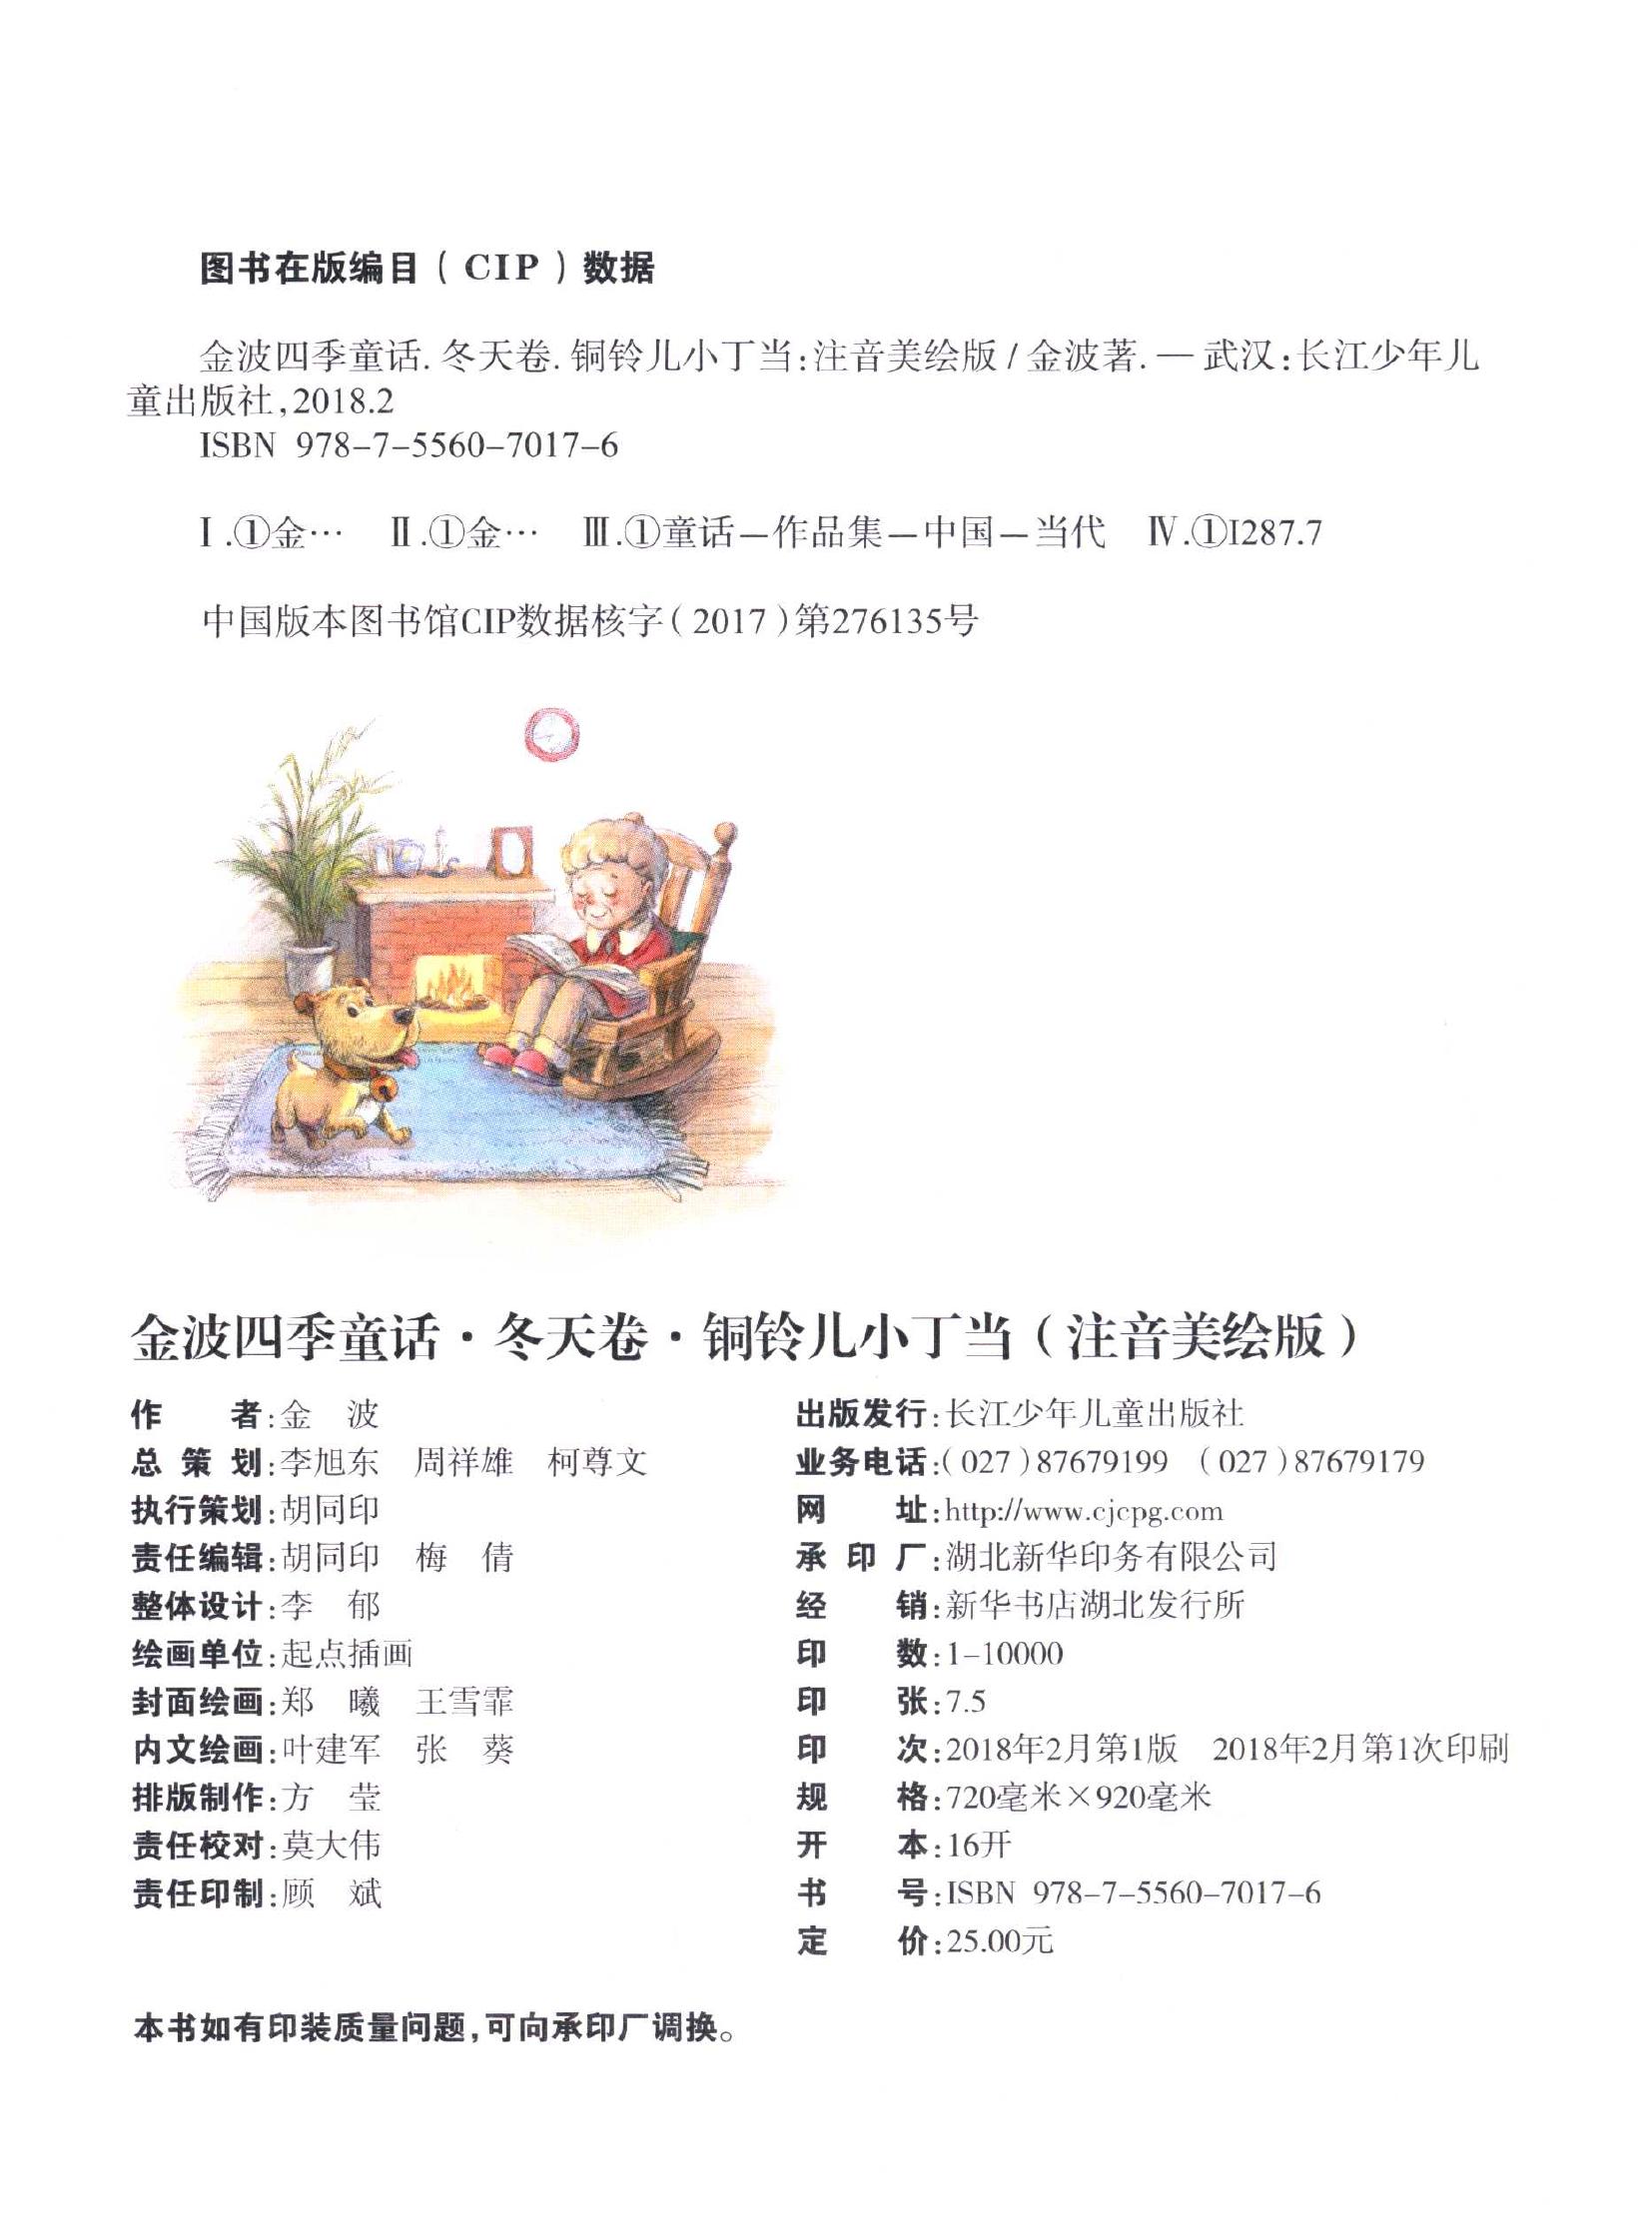 图书在版编目(CIP)数据
金波四季童话.冬天卷.铜铃儿小丁当:注音美绘版/金波著.—武汉:长江少年儿
童出版社,2018.2
ISBN 978-7-5560-7017-6
Ⅰ.①金… Ⅱ.①金… Ⅲ.①童话—作品集—中国—当代 Ⅳ.①I287.7
中国版本图书馆CIP数据核字(2017)第276135号
金波四季童话·冬天卷·铜铃儿小丁当(注音美绘版)
作 者:金 波
总 策 划:李旭东 周祥雄 柯尊文
执行策划:胡同印
责任编辑:胡同印 梅 倩
整体设计:李 郁
绘画单位:起点插画
封面绘画:郑 曦 王雪霏
内文绘画:叶建军 张 葵
排版制作:方 莹
责任校对:莫大伟
责任印制:顾 斌
出版发行:长江少年儿童出版社
业务电话:(027)87679199 (027)87679179
网 址:http://www.cjcpg.com
承 印 厂:湖北新华印务有限公司
经 销:新华书店湖北发行所
印 数:1-10000
印 张:7.5
印 次:2018年2月第1版 2018年2月第1次印刷
规 格:720毫米×920毫米
开 本:16开
书 号:ISBN 978-7-5560-7017-6
定 价:25.00元
本书如有印装质量问题,可向承印厂调换。